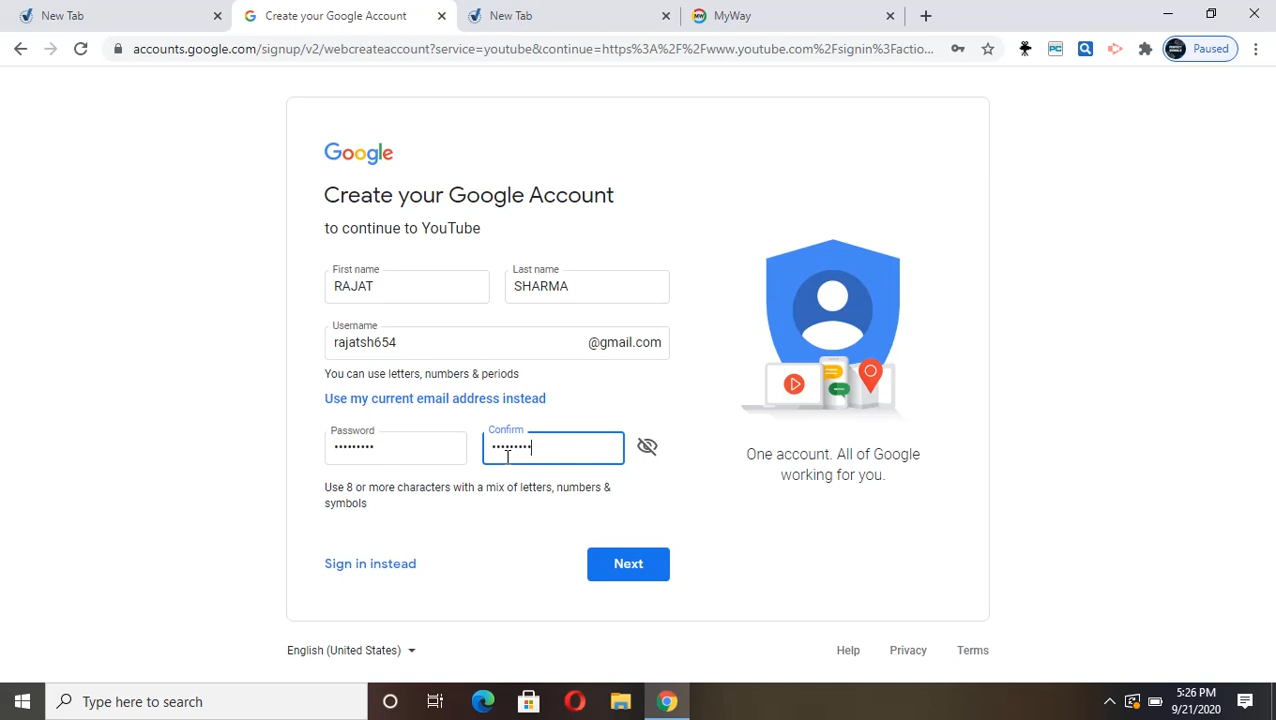 New Tab
Create your Google Account
New Tab
MyWay
accounts.google.com/signup/v2/webcreateaccount?service=youtube&continue=https%3A%2F%2Fwww.youtube.com%2Fsignin%3Factio...
PC
Paused
Google
Create your Google Account
to continue to YouTube
First name
Last name
RAJAT
SHARMA
Username
rajatsh654
@gmail.com
You can use letters, numbers & periods
Use my current email address instead
Password
Confirm
•••••••••
•••••••••
Use 8 or more characters with a mix of letters, numbers &
symbols
Sign in instead
Next
One account. All of Google
working for you.
English (United States)
Help
Privacy
Terms
Type here to search
5:26 PM
9/21/2020